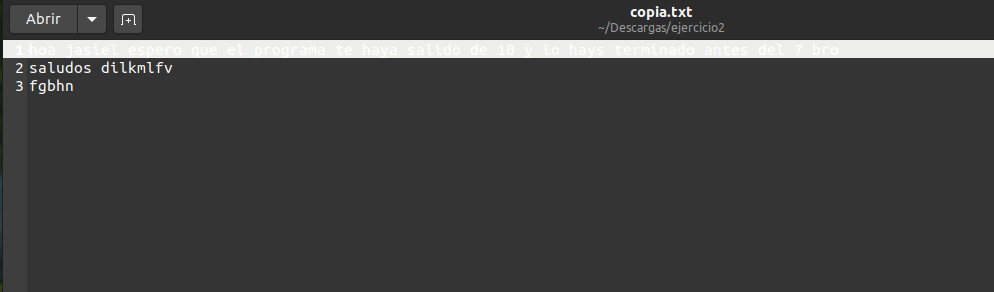 Abrir
copia.txt
~/Descargas/ejercicio2
1 hoa jasiel espero que el programa te haya salido de 10 y lo hays terminado antes del 7 bro
2 saludos dilkmlfv
3 fgbhn